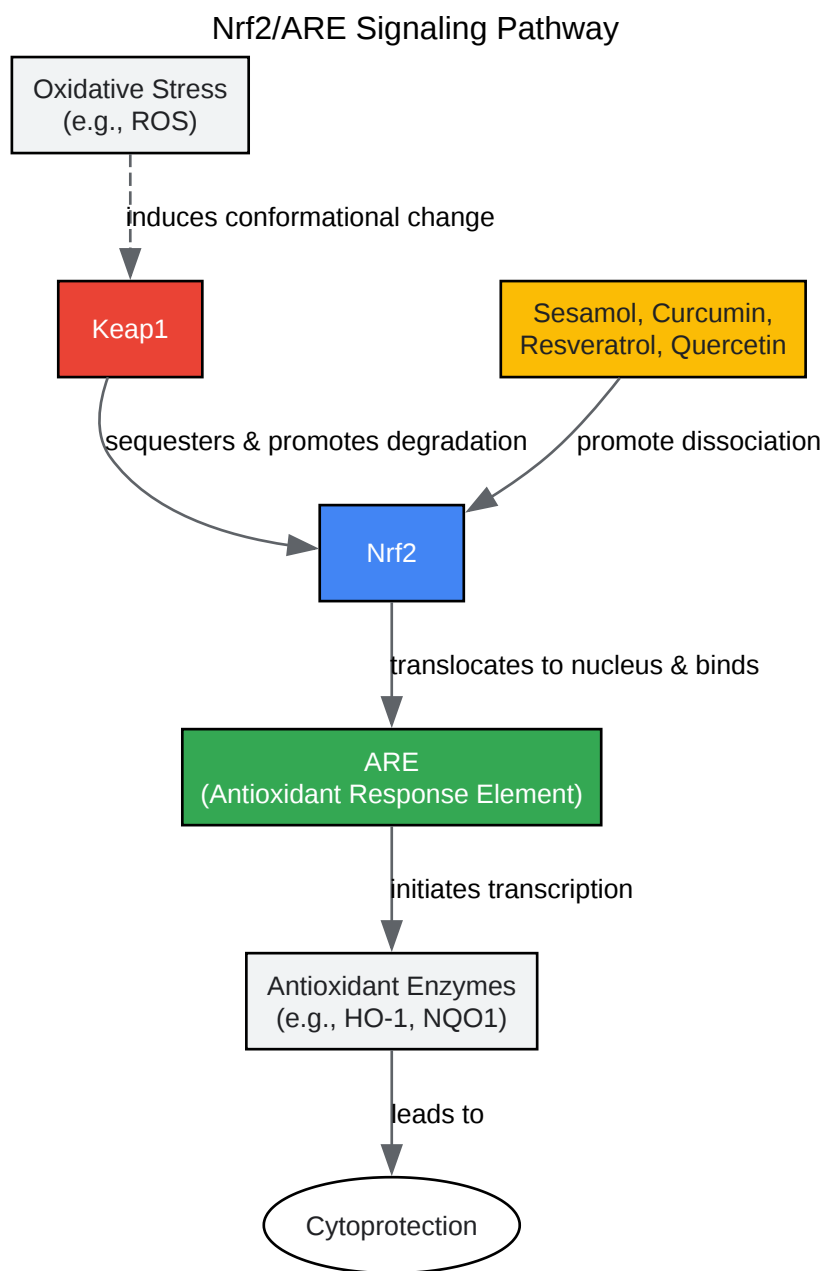 Nrf2/ARE Signaling Pathway
Oxidative Stress
(e.g., ROS)
induces conformational change
Keap1
Sesamol, Curcumin,
Resveratrol, Quercetin
sequesters & promotes degradation
promote dissociation
Nrf2
translocates to nucleus & binds
ARE
(Antioxidant Response Element)
initiates transcription
Antioxidant Enzymes
(e.g., HO-1, NQO1)
leads to
Cytoprotection